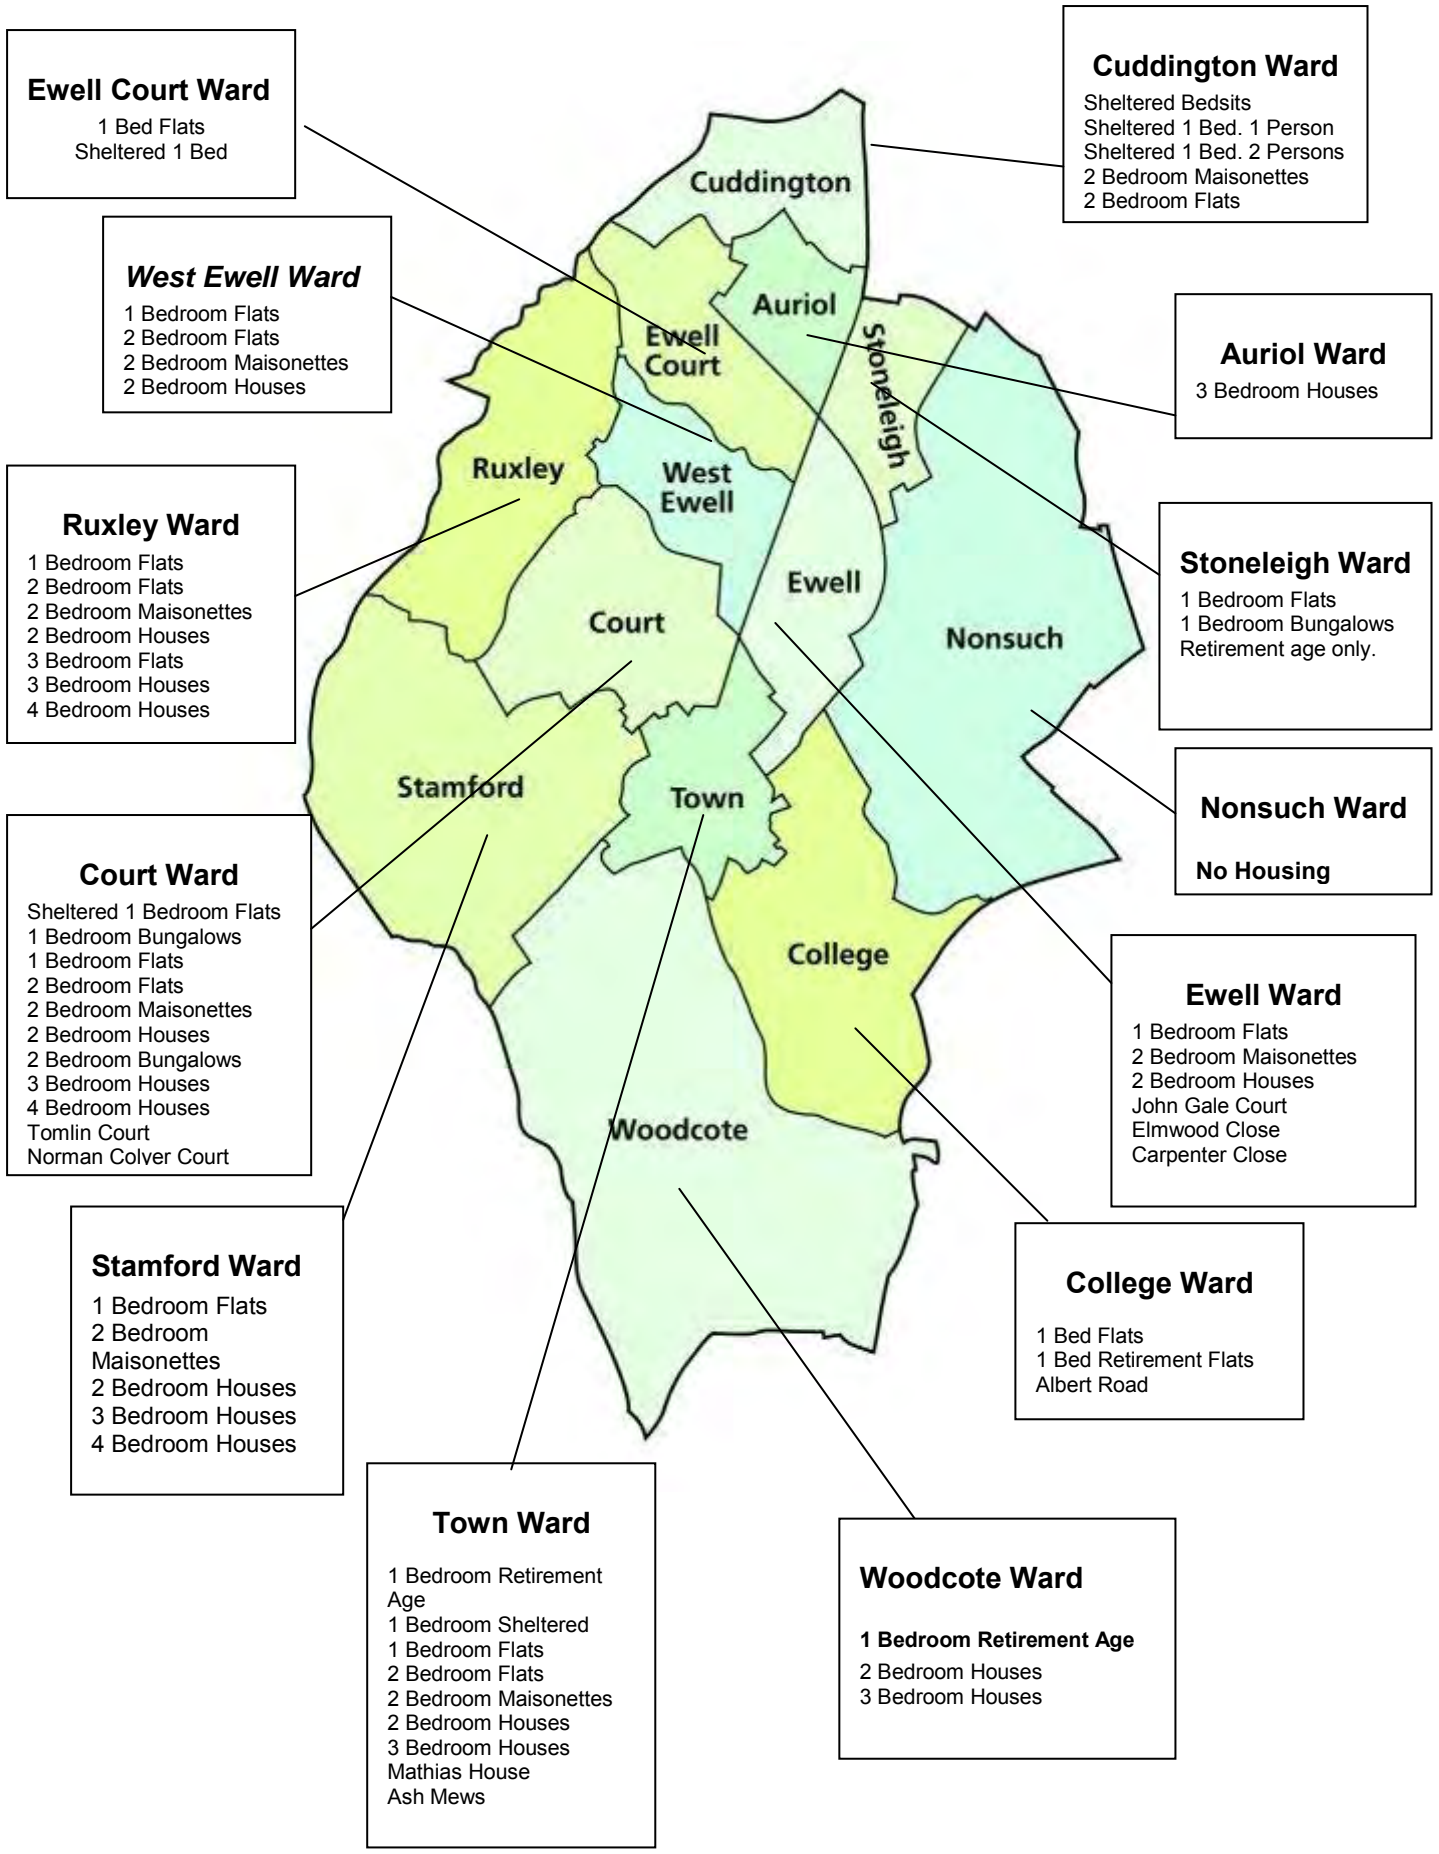 Ewell Court Ward
1 Bed Flats
Sheltered 1 Bed
Cuddington Ward
Sheltered Bedsits
Sheltered 1 Bed. 1 Person
Sheltered 1 Bed. 2 Persons
2 Bedroom Maisonettes
2 Bedroom Flats
West Ewell Ward
1 Bedroom Flats
2 Bedroom Flats
2 Bedroom Maisonettes
2 Bedroom Houses
Auriol Ward
3 Bedroom Houses
Ruxley Ward
1 Bedroom Flats
2 Bedroom Flats
2 Bedroom Maisonettes
2 Bedroom Houses
3 Bedroom Flats
3 Bedroom Houses
4 Bedroom Houses
Stoneleigh Ward
1 Bedroom Flats
1 Bedroom Bungalows
Retirement age only.
Cuddington
Auriol
Ewell
Court
Stoneleigh
Ruxley
West
Ewell
Ewell
Court
Nonsuch
Stamford
Town
College
Woodcote
Nonsuch Ward
No Housing
Court Ward
Sheltered 1 Bedroom Flats
1 Bedroom Bungalows
1 Bedroom Flats
2 Bedroom Flats
2 Bedroom Maisonettes
2 Bedroom Houses
2 Bedroom Bungalows
3 Bedroom Houses
4 Bedroom Houses
Tomlin Court
Norman Colver Court
Ewell Ward
1 Bedroom Flats
2 Bedroom Maisonettes
2 Bedroom Houses
John Gale Court
Elmwood Close
Carpenter Close
Stamford Ward
1 Bedroom Flats
2 Bedroom
Maisonettes
2 Bedroom Houses
3 Bedroom Houses
4 Bedroom Houses
College Ward
1 Bed Flats
1 Bed Retirement Flats
Albert Road
Town Ward
1 Bedroom Retirement
Age
1 Bedroom Sheltered
1 Bedroom Flats
2 Bedroom Flats
2 Bedroom Maisonettes
2 Bedroom Houses
3 Bedroom Houses
Mathias House
Ash Mews
Woodcote Ward
1 Bedroom Retirement Age
2 Bedroom Houses
3 Bedroom Houses